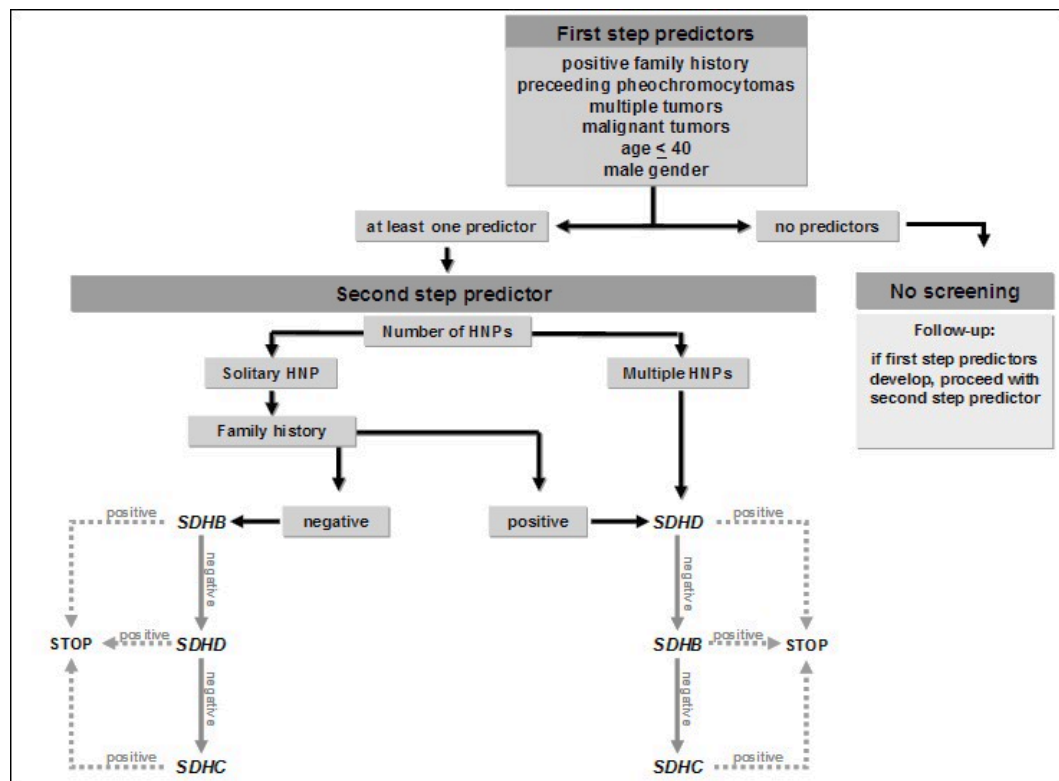 First step predictors
positive family history
preceeding pheochromocytomas
multiple tumors
malignant tumors
age ≤ 40
male gender
at least one predictor
no predictors
Second step predictor
No screening
Number of HNPs
Follow-up:
if first step predictors
develop, proceed with
second step predictor
Solitary HNP
Multiple HNPs
Family history
positive
SDHB
negative
positive
SDHD
positive
negative
negative
STOP
positive
SDHD
SDHB
positive
STOP
negative
negative
positive
SDHC
SDHC
positive